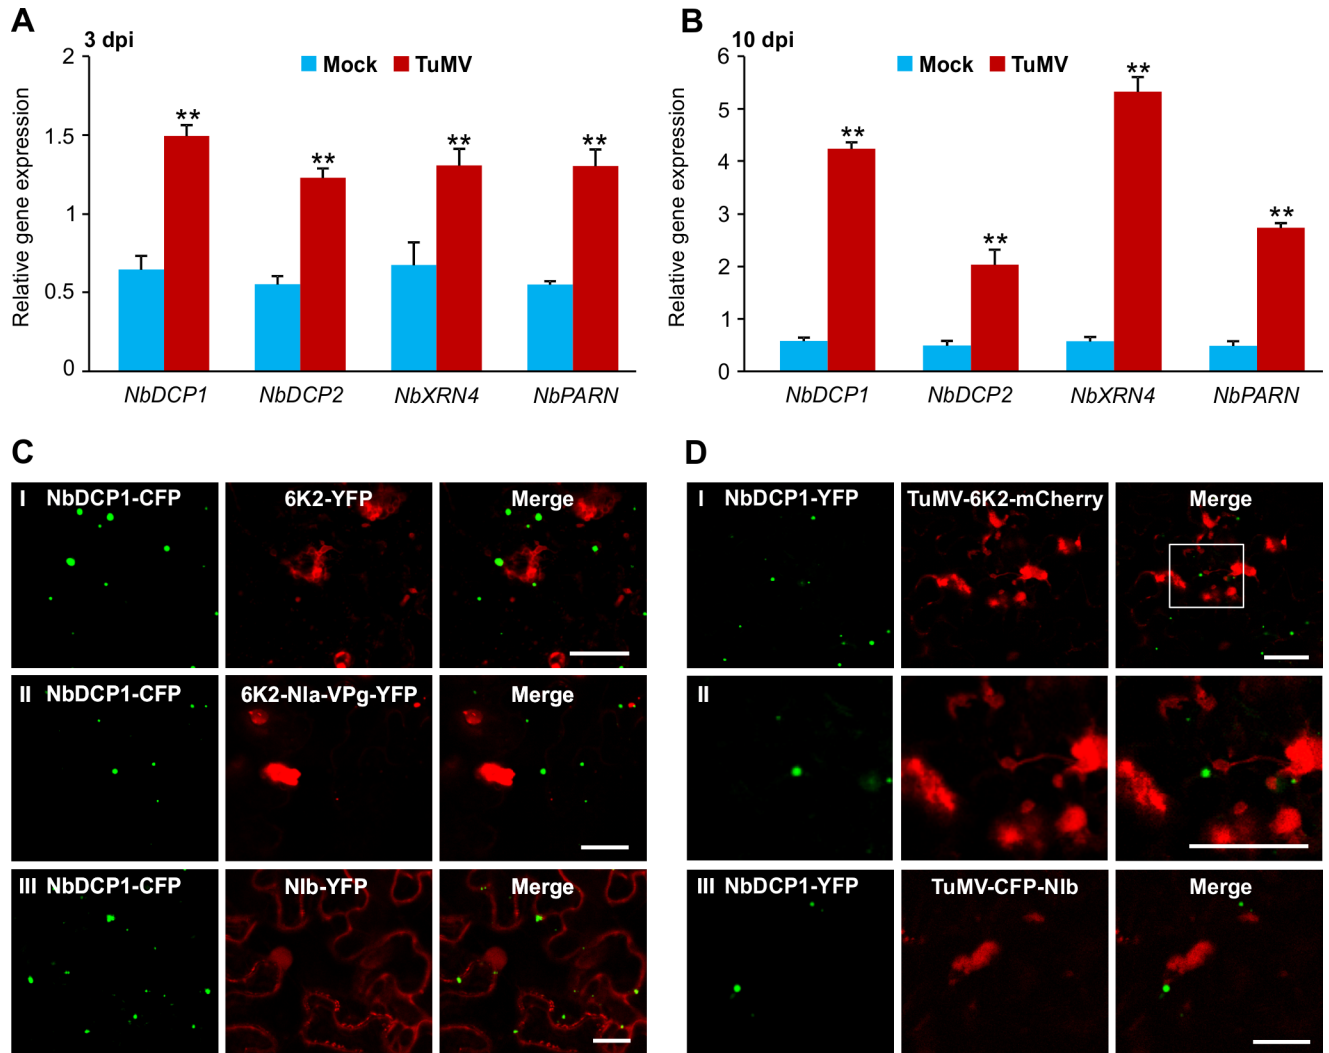 A
3 dpi
Mock
TuMV
Relative gene expression
2
1.5
1
0.5
0
**
**
**
**
NbDCP1
NbDCP2
NbXRN4
NbPARN
B
10 dpi
Mock
TuMV
Relative gene expression
6
5
4
3
2
1
0
**
**
**
**
NbDCP1
NbDCP2
NbXRN4
NbPARN
C
I NbDCP1-CFP
6K2-YFP
Merge
II NbDCP1-CFP
6K2-NIa-VPg-YFP
Merge
III NbDCP1-CFP
NIb-YFP
Merge
D
I NbDCP1-YFP
TuMV-6K2-mCherry
Merge
II
III NbDCP1-YFP
TuMV-CFP-NIb
Merge